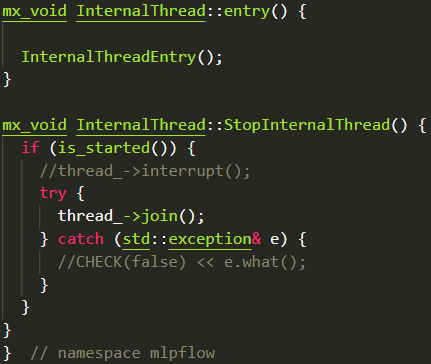 mx_void InternalThread::entry() {

  InternalThreadEntry();
}

mx_void InternalThread::StopInternalThread() {
  if (is_started()) {
    //thread_->interrupt();
    try {
      thread_->join();
    } catch (std::exception& e) {
      //CHECK(false) << e.what();
    }
  }
}
}  // namespace mlpflow